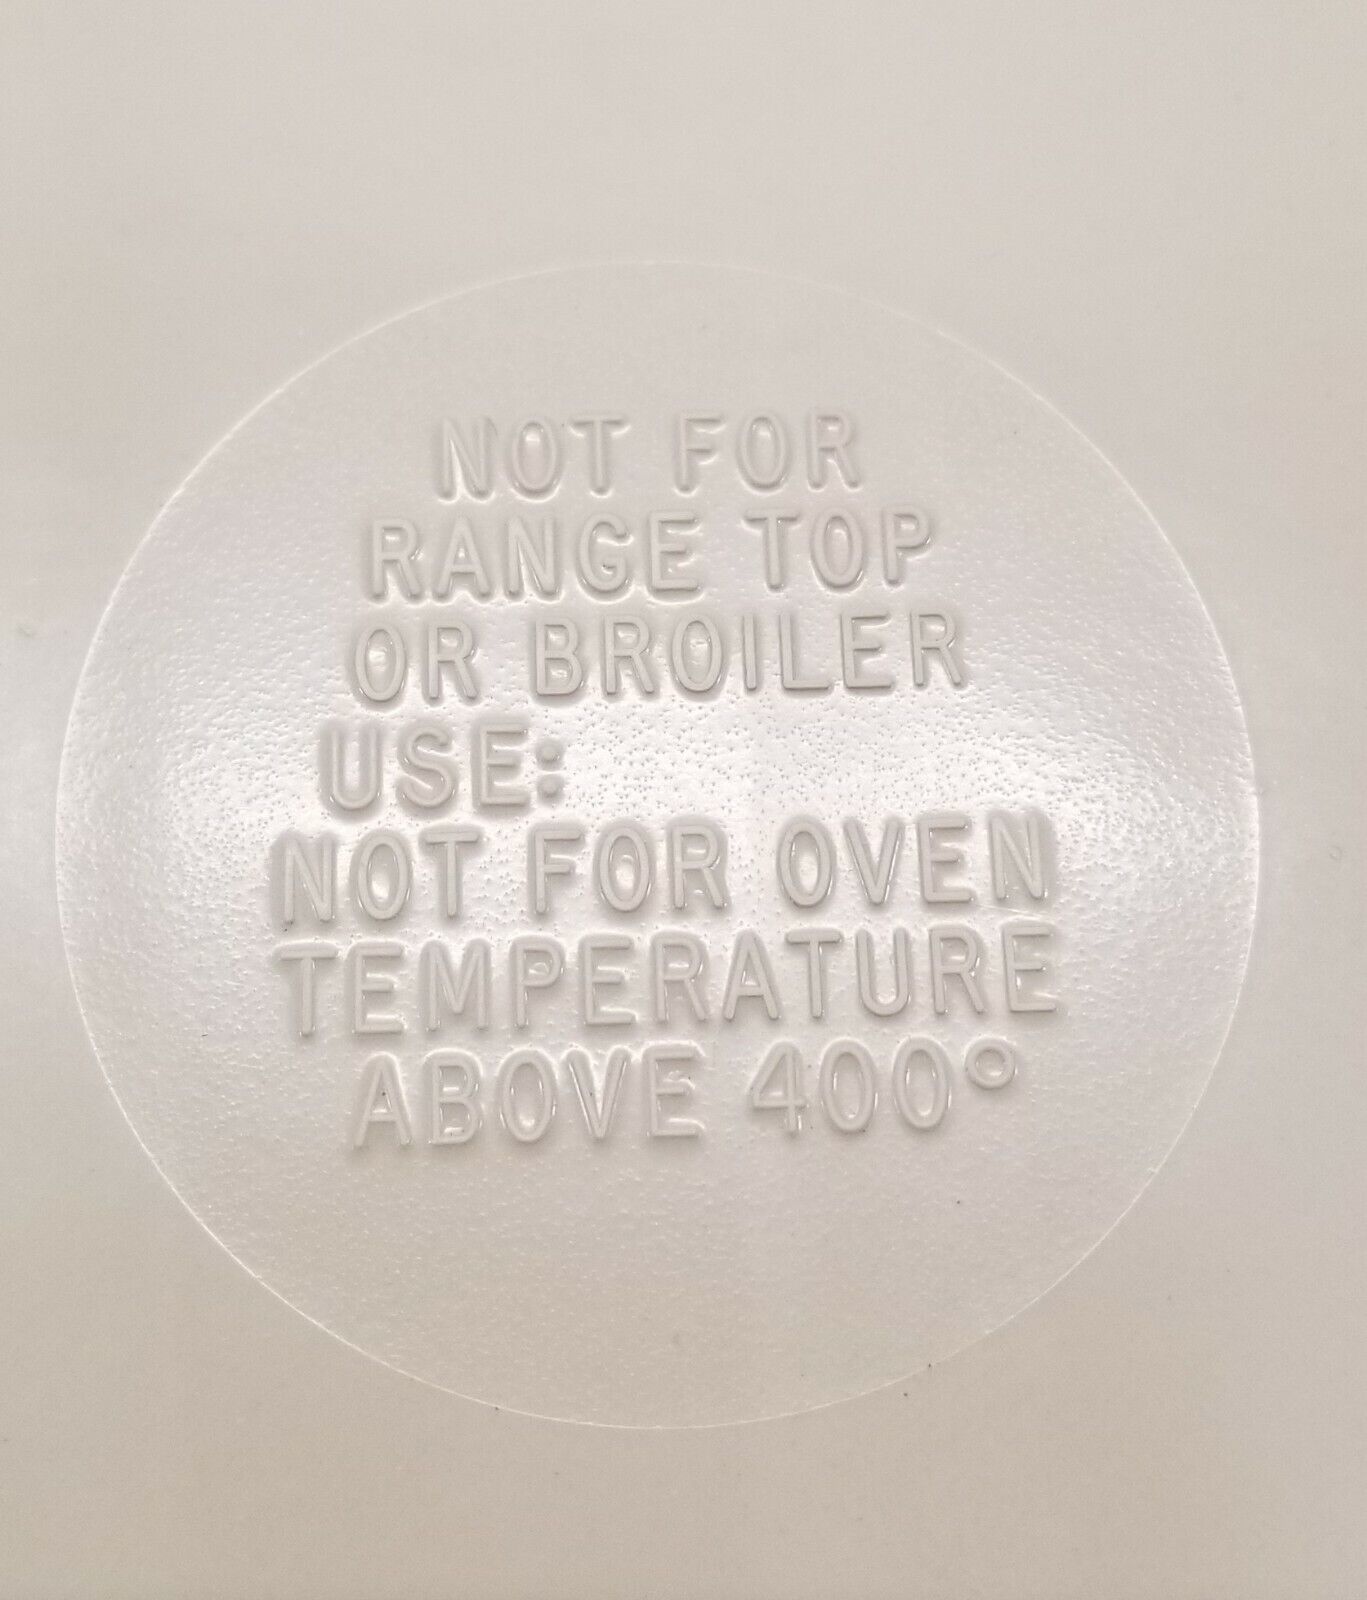 NOT FOR
RANGE TOP
OR BROILER
USE:
NOT FOR OVEN
TEMPERATURE
ABOVE 400°